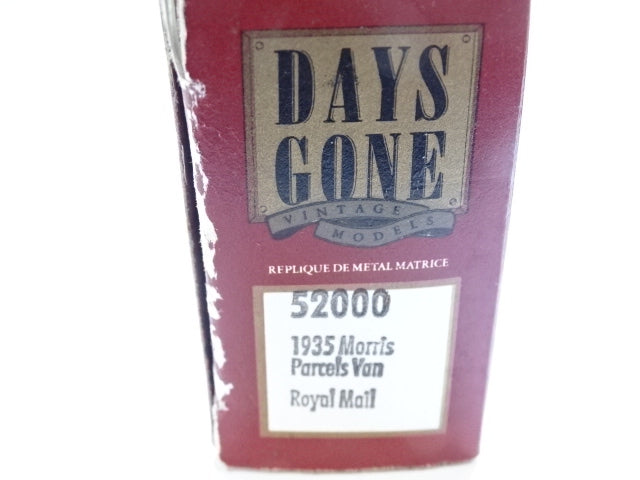 DAYS
GONE
VINTAGE
MODELS
REPLIQUE DE METAL MATRICE
52000
1935 Morris
Parcels Van
Royal Mail